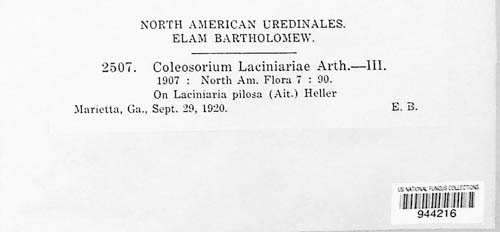 NORTH AMERICAN UREDINALES.
ELAM BARTHOLOMEW.
2507. Coleosorium Laciniariae Arth.—III.
1907 : North Am. Flora 7 : 90.
On Laciniaria pilosa (Ait.) Heller
Marietta, Ga., Sept. 29, 1920. E. B.
US NATIONAL FUNGUS COLLECTIONS
944216